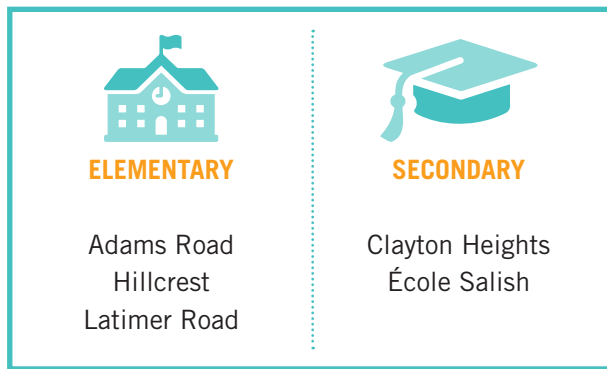 ELEMENTARY
Adams Road
Hillcrest
Latimer Road
SECONDARY
Clayton Heights
École Salish